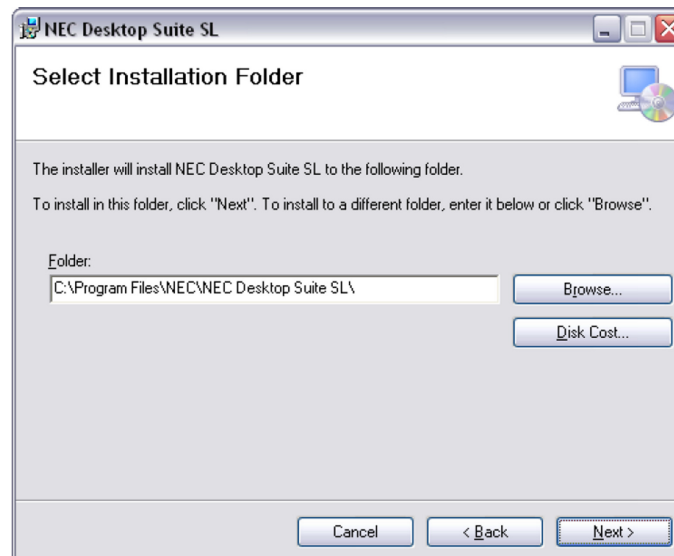 NEC Desktop Suite SL
Select Installation Folder
The installer will install NEC Desktop Suite SL to the following folder.
To install in this folder, click "Next". To install to a different folder, enter it below or click "Browse".
Folder:
C:\Program Files\NEC\NEC Desktop Suite SL\
Browse...
Disk Cost...
Cancel
< Back
Next >